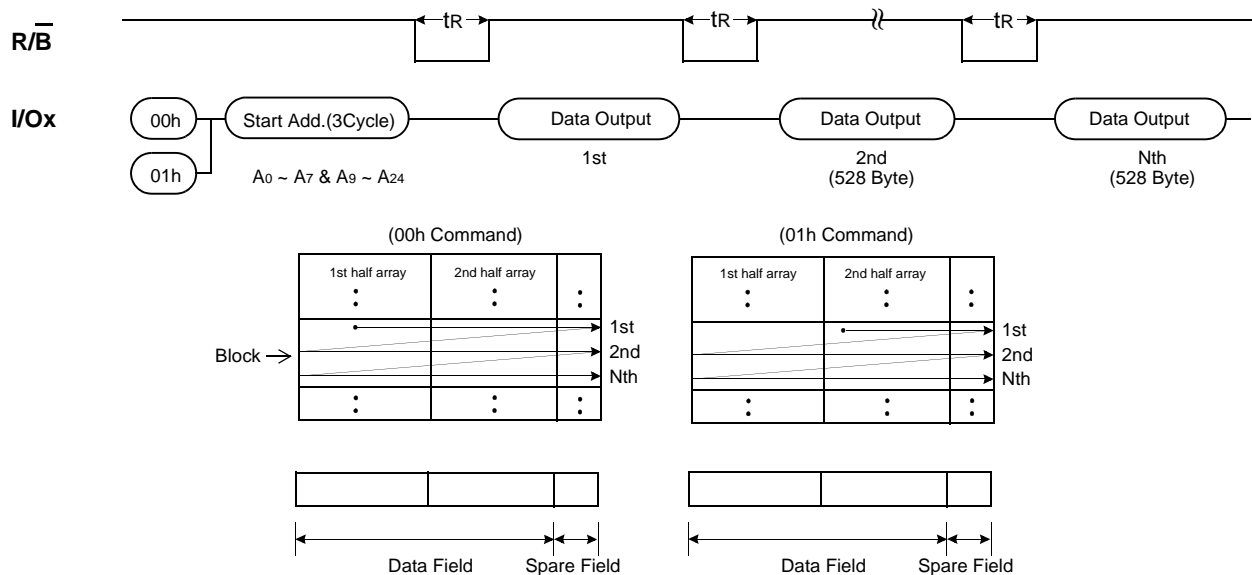 tR tR tR
R/B
I/Ox
00h Start Add.(3Cycle) Data Output Data Output Data Output
01h
A0 ~ A7 & A9 ~ A24
1st 2nd Nth
(528 Byte) (528 Byte)
(00h Command) (01h Command)
1st half array 2nd half array 1st half array 2nd half array
1st 1st
Block 2nd 2nd
Nth Nth
Data Field Spare Field Data Field Spare Field